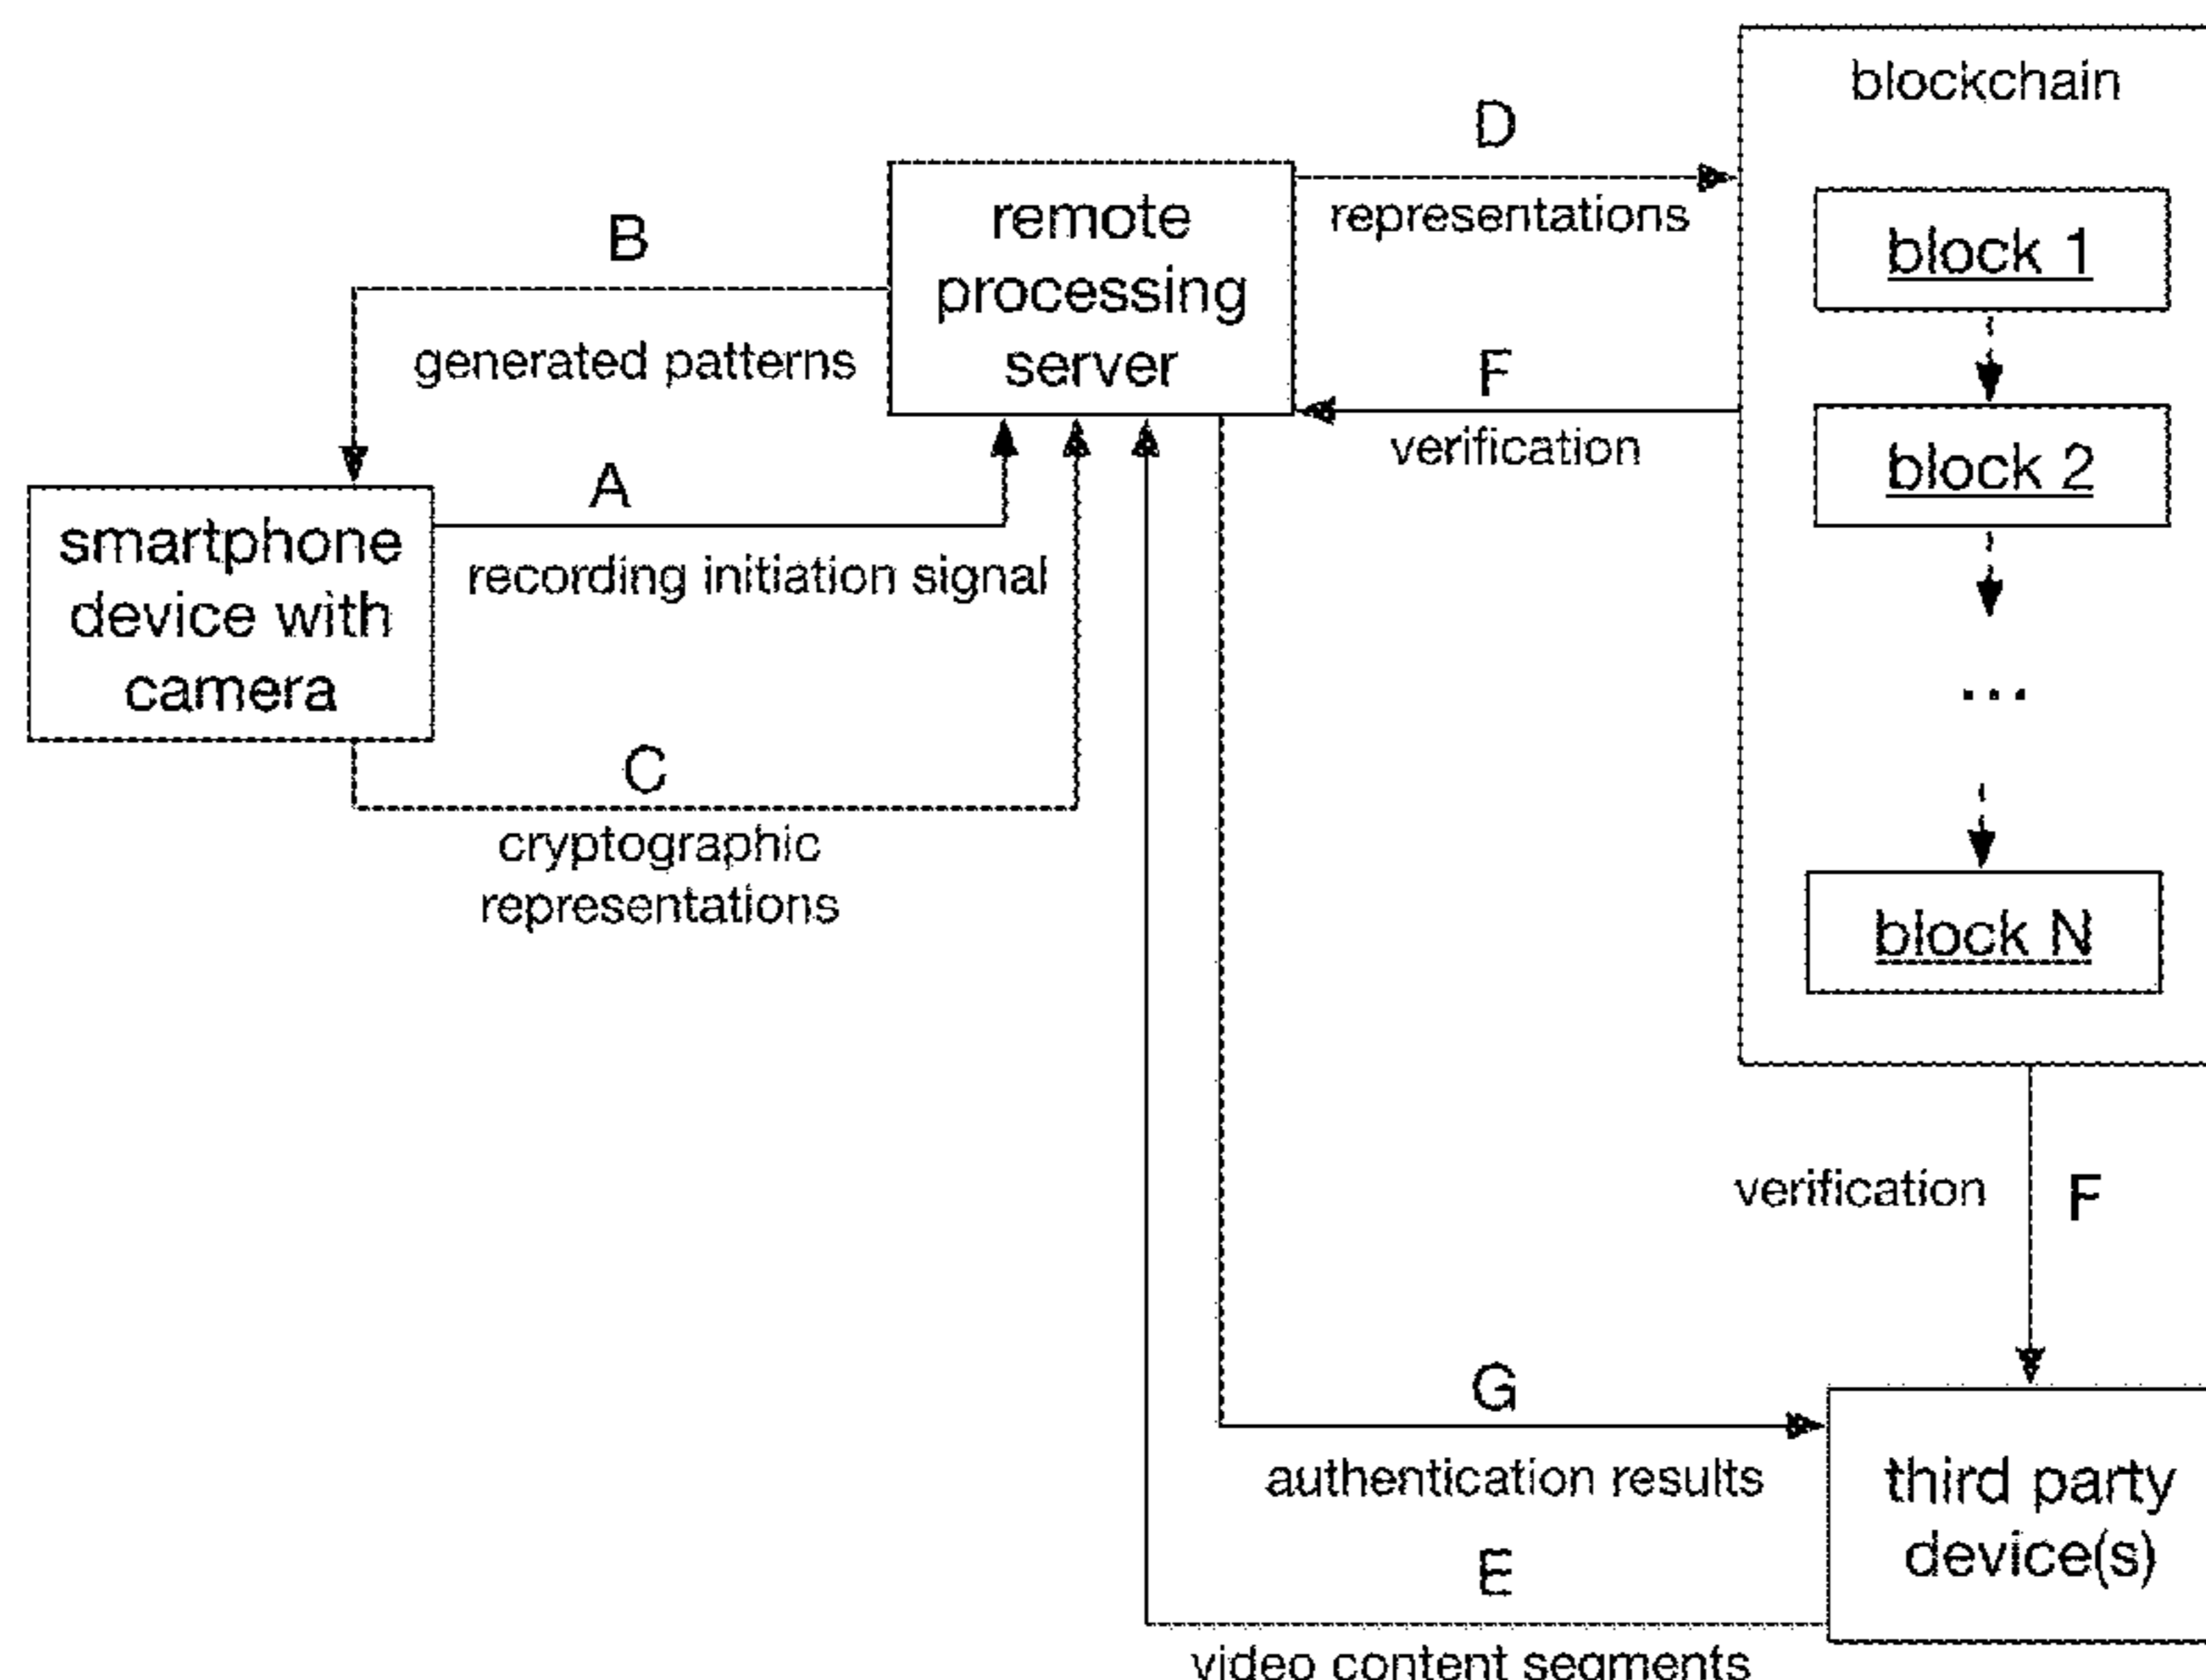 blockchain
D
representations
remote
processing
server
block 1
B
generated patterns
F
verification
block 2
A
recording initiation signal
smartphone
device with
camera
...
C
cryptographic
representations
block N
verification
F
G
authentication results
third party
device(s)
E
video content segments